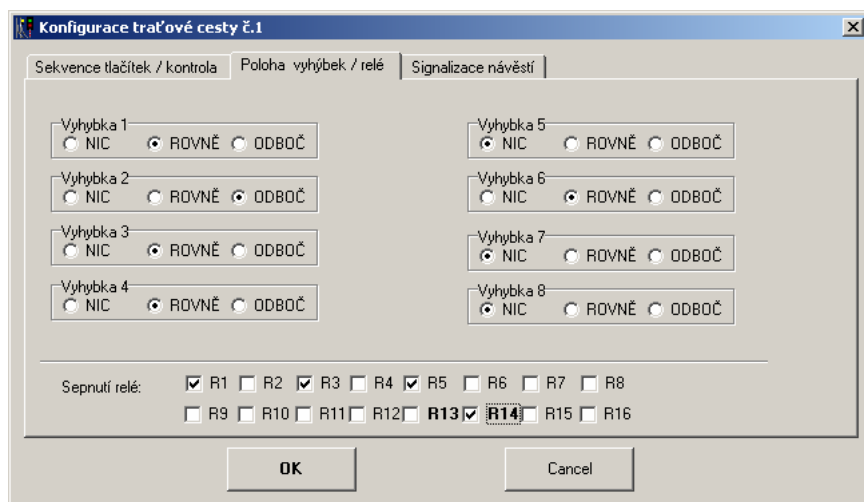 Konfigurace traťové cesty č.1
Sekvence tlačítek / kontrola Poloha vyhýbek / relé Signalizace návěstí
Vyhybka 1
NIC ROVNĚ ODBOČ
Vyhybka 2
NIC ROVNĚ ODBOČ
Vyhybka 3
NIC ROVNĚ ODBOČ
Vyhybka 4
NIC ROVNĚ ODBOČ
Vyhybka 5
NIC ROVNĚ ODBOČ
Vyhybka 6
NIC ROVNĚ ODBOČ
Vyhybka 7
NIC ROVNĚ ODBOČ
Vyhybka 8
NIC ROVNĚ ODBOČ
Sepnutí relé: R1 R2 R3 R4 R5 R6 R7 R8
R9 R10 R11 R12 R13 R14 R15 R16
OK Cancel